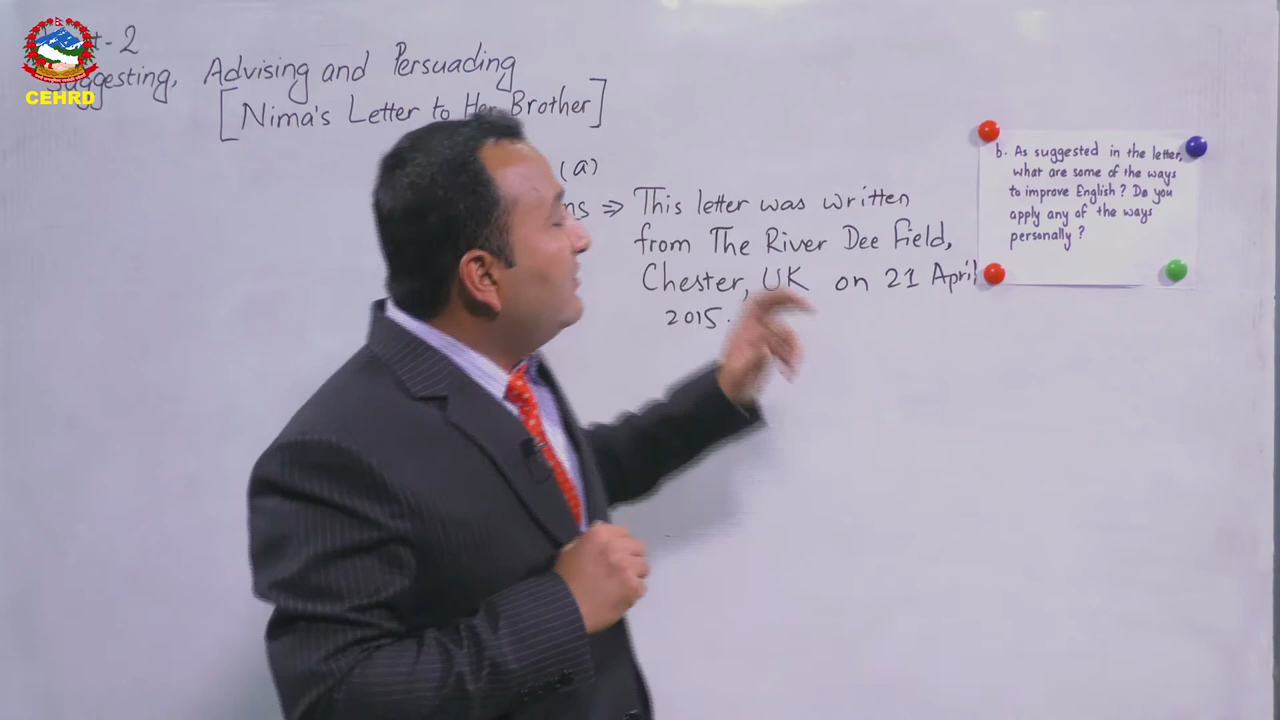 t-2
Suggesting, Advising and Persuading
[Nima's Letter to Her Brother]
CEHRD
(a)
ns ⇒ This letter was written
from The River Dee Field,
Chester, UK on 21 April
2015.
b. As suggested in the letter,
what are some of the ways
to improve English? Do you
apply any of the ways
personally?